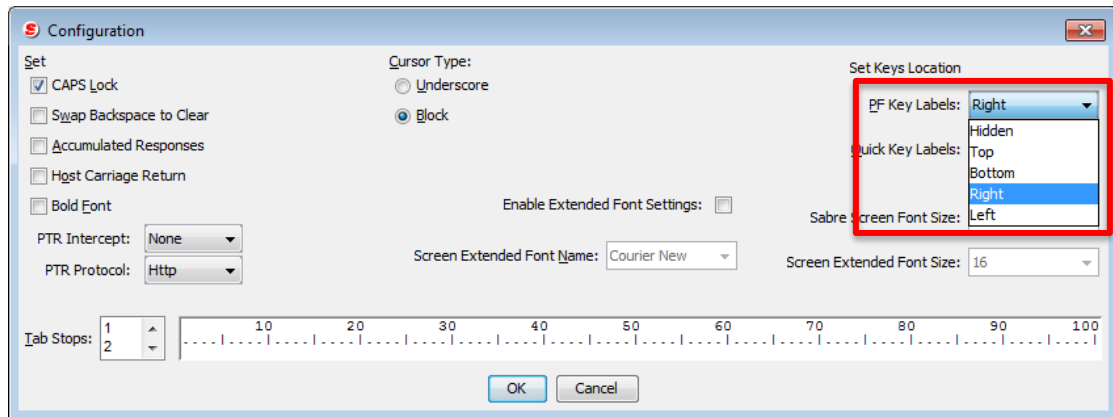 Configuration
Set
CAPS Lock
Swap Backspace to Clear
Accumulated Responses
Host Carriage Return
Bold Font
PTR Intercept: None
PTR Protocol: Http
Cursor Type:
Underscore
Block
Enable Extended Font Settings:
Screen Extended Font Name: Courier New
Set Keys Location
PF Key Labels: Right
Hidden
Quick Key Labels: Top
Bottom
Right
Sabre Screen Font Size: Left
Screen Extended Font Size: 16
Tab Stops: 1
2
10 20 30 40 50 60 70 80 90 100
OK Cancel